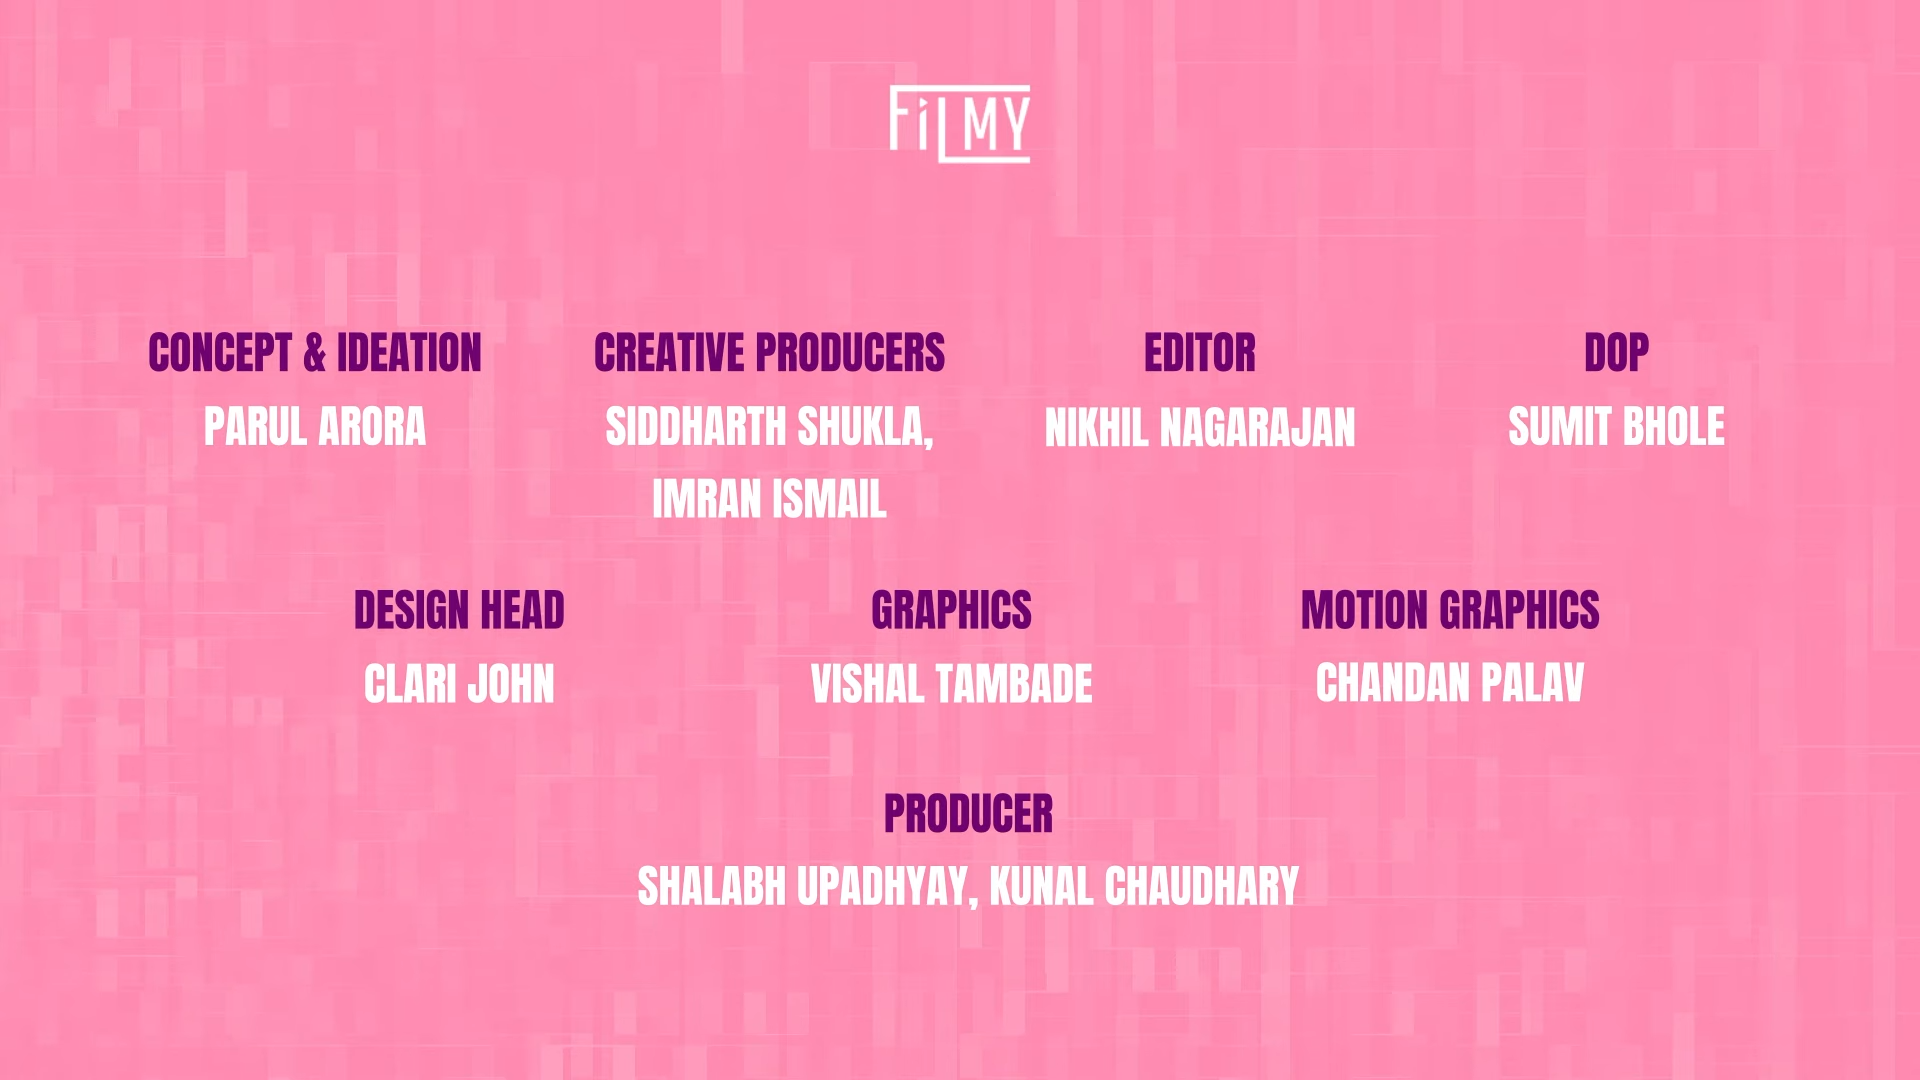 FiLMY
CONCEPT & IDEATION
PARUL ARORA
CREATIVE PRODUCERS
SIDDHARTH SHUKLA,
IMRAN ISMAIL
EDITOR
NIKHIL NAGARAJAN
DOP
SUMIT BHOLE
DESIGN HEAD
CLARI JOHN
GRAPHICS
VISHAL TAMBADE
MOTION GRAPHICS
CHANDAN PALAV
PRODUCER
SHALABH UPADHYAY, KUNAL CHAUDHARY